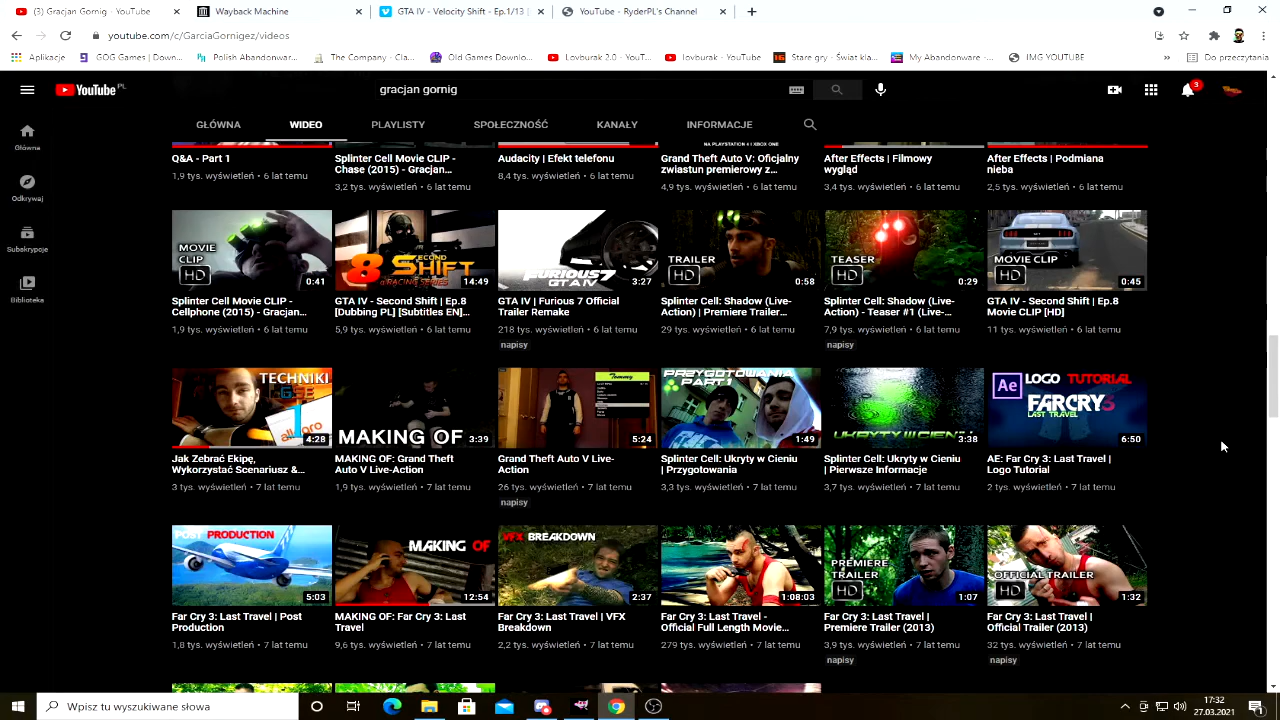 (3) Gracjan Gornig - YouTube
Wayback Machine
GTA IV - Velocity Shift - Ep.1/13 [
YouTube - RyderPL's Channel
youtube.com/c/GarciaGornigez/videos
Aplikacje
GOG Games | Down...
Polish Abandonwar...
The Company - Cla...
Old Games Downlo...
Lovburak 2.0 - YouT...
lovburak - YouTube
Stare gry - Świat kla...
My Abandonware -...
IMG YOUTUBE
»
Do przeczytania
YouTube PL
gracjan gornig
3
GŁÓWNA
WIDEO
PLAYLISTY
SPOŁECZNOŚĆ
KANAŁY
INFORMACJE
Główna
Odkrywaj
Subskrypcje
Biblioteka
NA PLAYSTATION 4 I XBOX ONE
Q&A - Part 1
1,9 tys. wyświetleń • 6 lat temu
Splinter Cell Movie CLIP -
Chase (2015) - Gracjan...
3,2 tys. wyświetleń • 6 lat temu
Audacity | Efekt telefonu
8,4 tys. wyświetleń • 6 lat temu
Grand Theft Auto V: Oficjalny
zwiastun premierowy z...
4,9 tys. wyświetleń • 6 lat temu
After Effects | Filmowy
wygląd
3,4 tys. wyświetleń • 6 lat temu
After Effects | Podmiana
nieba
2,5 tys. wyświetleń • 6 lat temu
MOVIE
CLIP
HD
0:41
Splinter Cell Movie CLIP -
Cellphone (2015) - Gracjan...
1,9 tys. wyświetleń • 6 lat temu
8 SECOND SHIFT
a RACING SERIES
14:49
GTA IV - Second Shift | Ep.8
[Dubbing PL] [Subtitles EN]...
5,9 tys. wyświetleń • 6 lat temu
FURIOUS7
GTA IV
3:27
GTA IV | Furious 7 Official
Trailer Remake
218 tys. wyświetleń • 6 lat temu
napisy
TRAILER
HD
0:58
Splinter Cell: Shadow (Live-
Action) | Premiere Trailer...
29 tys. wyświetleń • 6 lat temu
TEASER
HD
0:29
Splinter Cell: Shadow (Live-
Action) - Teaser #1 (Live-...
7,9 tys. wyświetleń • 6 lat temu
napisy
MOVIE CLIP
HD
0:45
GTA IV - Second Shift | Ep.8
Movie CLIP [HD]
11 tys. wyświetleń • 6 lat temu
TECHNIKI
allegro
4:28
Jak Zebrać Ekipę,
Wykorzystać Scenariusz &...
3 tys. wyświetleń • 7 lat temu
MAKING OF
3:39
MAKING OF: Grand Theft
Auto V Live-Action
1,9 tys. wyświetleń • 7 lat temu
5:24
Grand Theft Auto V Live-
Action
26 tys. wyświetleń • 7 lat temu
napisy
PRZYGOTOWANIA
PART 1
1:49
Splinter Cell: Ukryty w Cieniu
| Przygotowania
3,3 tys. wyświetleń • 7 lat temu
UKRYTY W CIENIU
3:38
Splinter Cell: Ukryty w Cieniu
| Pierwsze Informacje
3,7 tys. wyświetleń • 7 lat temu
Ae
LOGO TUTORIAL
FARCRY3
LAST TRAVEL
6:50
AE: Far Cry 3: Last Travel |
Logo Tutorial
2 tys. wyświetleń • 7 lat temu
POST PRODUCTION
5:03
Far Cry 3: Last Travel | Post
Production
1,8 tys. wyświetleń • 7 lat temu
MAKING OF
12:54
MAKING OF: Far Cry 3: Last
Travel
9,6 tys. wyświetleń • 7 lat temu
VFX BREAKDOWN
2:37
Far Cry 3: Last Travel | VFX
Breakdown
2,2 tys. wyświetleń • 7 lat temu
1:08:03
Far Cry 3: Last Travel -
Official Full Length Movie...
279 tys. wyświetleń • 7 lat temu
PREMIERE
TRAILER
HD
1:07
Far Cry 3: Last Travel |
Premiere Trailer (2013)
3,9 tys. wyświetleń • 7 lat temu
napisy
OFFICIAL TRAILER
HD
1:32
Far Cry 3: Last Travel |
Official Trailer (2013)
32 tys. wyświetleń • 7 lat temu
napisy
Wpisz tu wyszukiwane słowa
17:32
27.03.2021